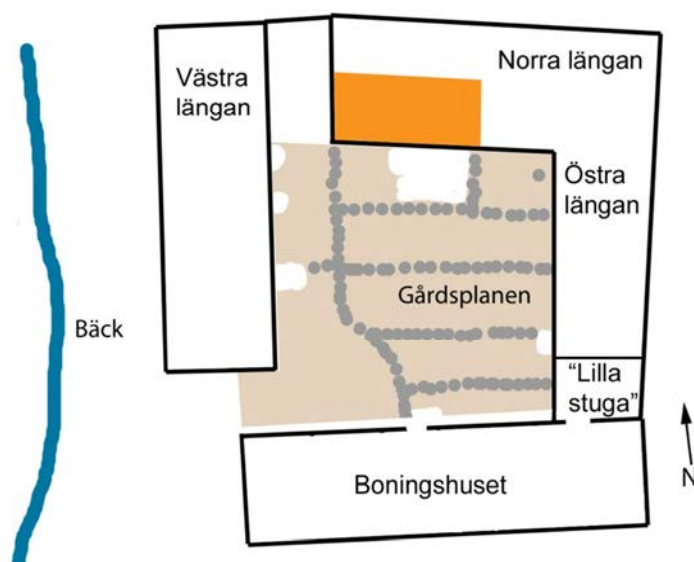 Västra
längan
Norra längan
Östra
längan
Gårdsplanen
Bäck
“Lilla
stuga”
Boningshuset
N